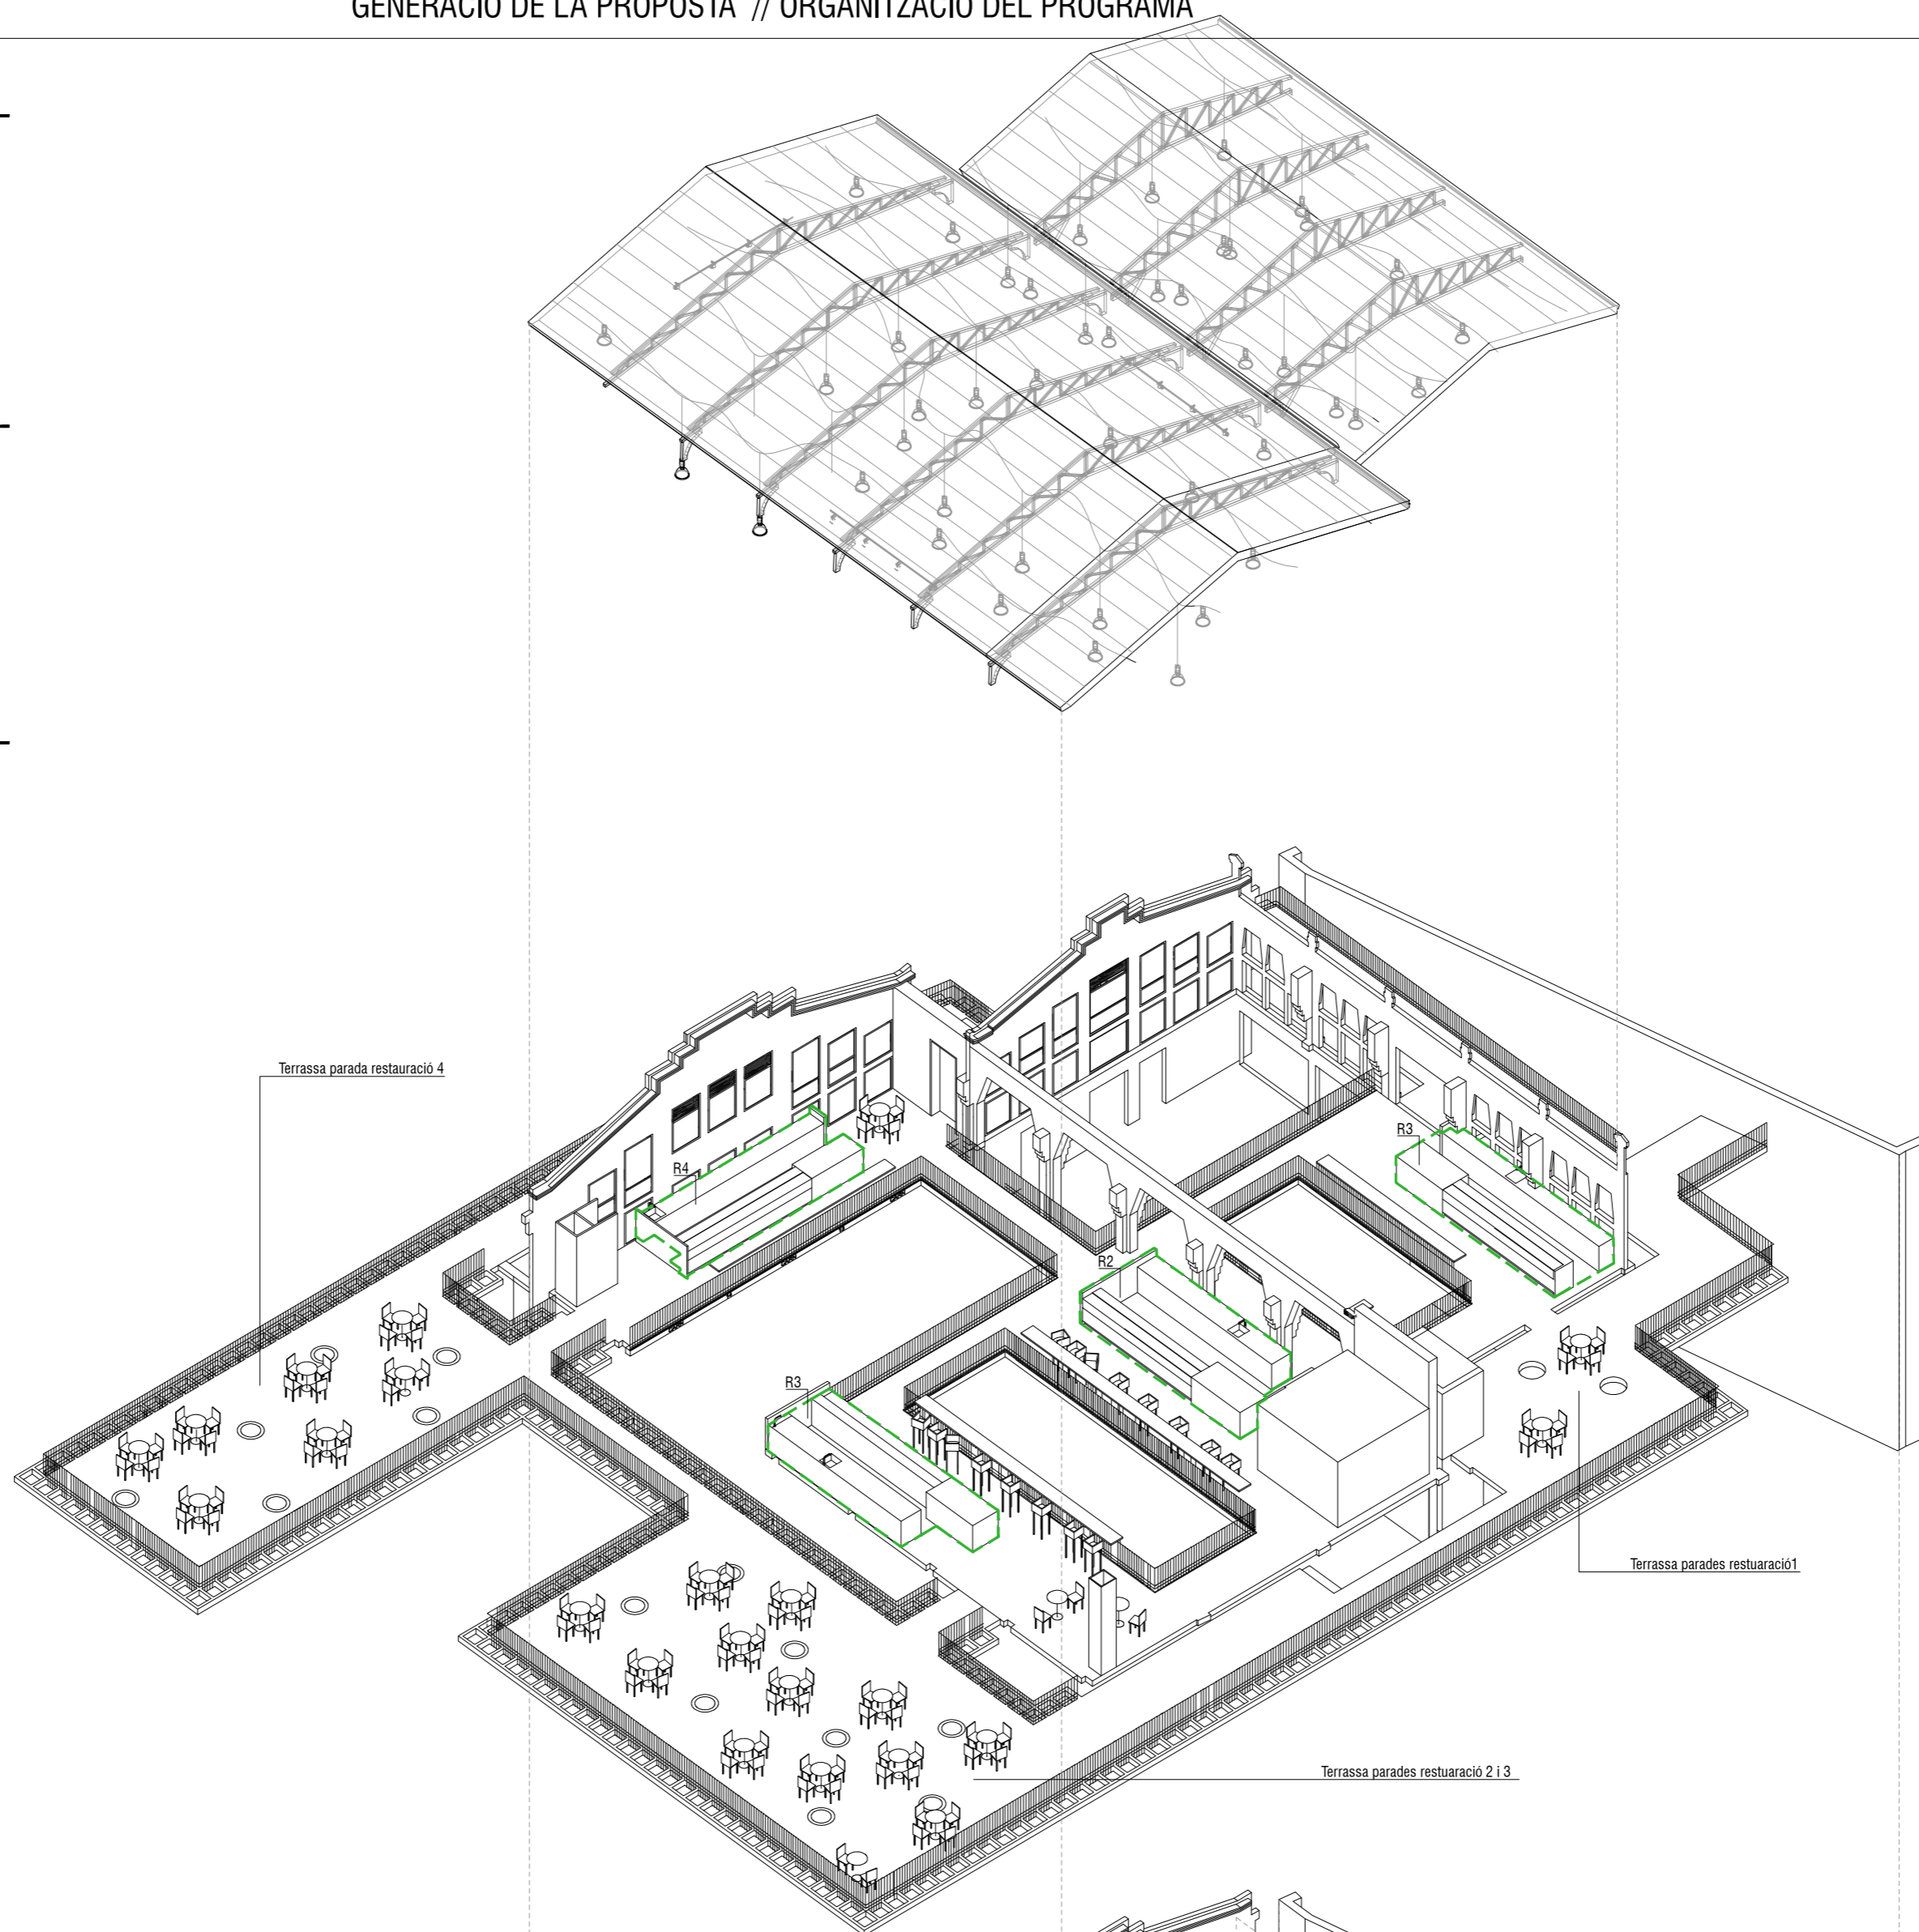 GENERACIÓ DE LA PROPOSTA // ORGANITZACIÓ DEL PROGRAMA
Terrassa parada restauració 4
R3
R4
R2
R3
Terrassa parades restuaració1
Terrassa parades restuaració 2 i 3